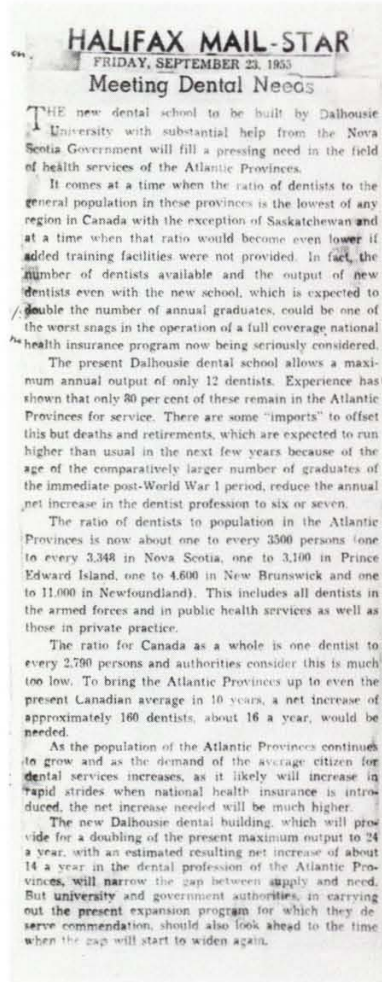 HALIFAX MAIL-STAR
FRIDAY, SEPTEMBER 23, 1955
Meeting Dental Needs
THE new dental school to be built by Dalhousie
University with substantial help from the Nova
Scotia Government will fill a pressing need in the field
of health services of the Atlantic Provinces.
It comes at a time when the ratio of dentists to the
general population in these provinces is the lowest of any
region in Canada with the exception of Saskatchewan and
at a time when that ratio would become even lower if
added training facilities were not provided. In fact, the
number of dentists available and the output of new
dentists even with the new school, which is expected to
double the number of annual graduates, could be one of
the worst snags in the operation of a full coverage national
health insurance program now being seriously considered.
The present Dalhousie dental school allows a maxi-
mum annual output of only 12 dentists. Experience has
shown that only 80 per cent of these remain in the Atlantic
Provinces for service. There are some "imports" to offset
this but deaths and retirements, which are expected to run
higher than usual in the next few years because of the
age of the comparatively larger number of graduates of
the immediate post-World War 1 period, reduce the annual
net increase in the dentist profession to six or seven.
The ratio of dentists to population in the Atlantic
Provinces is now about one to every 3500 persons (one
to every 3,348 in Nova Scotia, one to 3,100 in Prince
Edward Island, one to 4,600 in New Brunswick and one
to 11,000 in Newfoundland). This includes all dentists in
the armed forces and in public health services as well as
those in private practice.
The ratio for Canada as a whole is one dentist to
every 2,790 persons and authorities consider this is much
too low. To bring the Atlantic Provinces up to even the
present Canadian average in 10 years, a net increase of
approximately 160 dentists, about 16 a year, would be
needed.
As the population of the Atlantic Provinces continues
to grow and as the demand of the average citizen for
dental services increases, as it likely will increase in
rapid strides when national health insurance is intro-
duced, the net increase needed will be much higher.
The new Dalhousie dental building, which will pro-
vide for a doubling of the present maximum output to 24
a year, with an estimated resulting net increase of about
14 a year in the dental profession of the Atlantic Pro-
vinces, will narrow the gap between supply and need.
But university and government authorities, in carrying
out the present expansion program for which they de
serve commendation, should also look ahead to the time
when the gap will start to widen again.